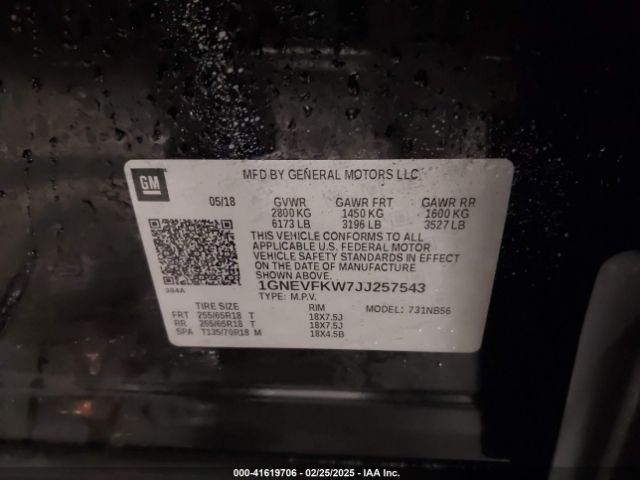 GM
MFD BY GENERAL MOTORS LLC
05/18 GVWR GAWR FRT GAWR RR
2800 KG 1450 KG 1600 KG
6173 LB 3196 LB 3527 LB
THIS VEHICLE CONFORMS TO ALL
APPLICABLE U.S. FEDERAL MOTOR
VEHICLE SAFETY STANDARDS IN EFFECT
ON THE DATE OF MANUFACTURE
SHOWN ABOVE.
1GNEVFKW7JJ257543
384A
TYPE: M.P.V. MODEL: 731NB56
TIRE SIZE RIM
FRT 255/65R18 T 18X7.5J
RR 255/65R18 T 18X7.5J
SPA T135/70R18 M 18X4.5B
000-41619706 - 02/25/2025 - IAA Inc.